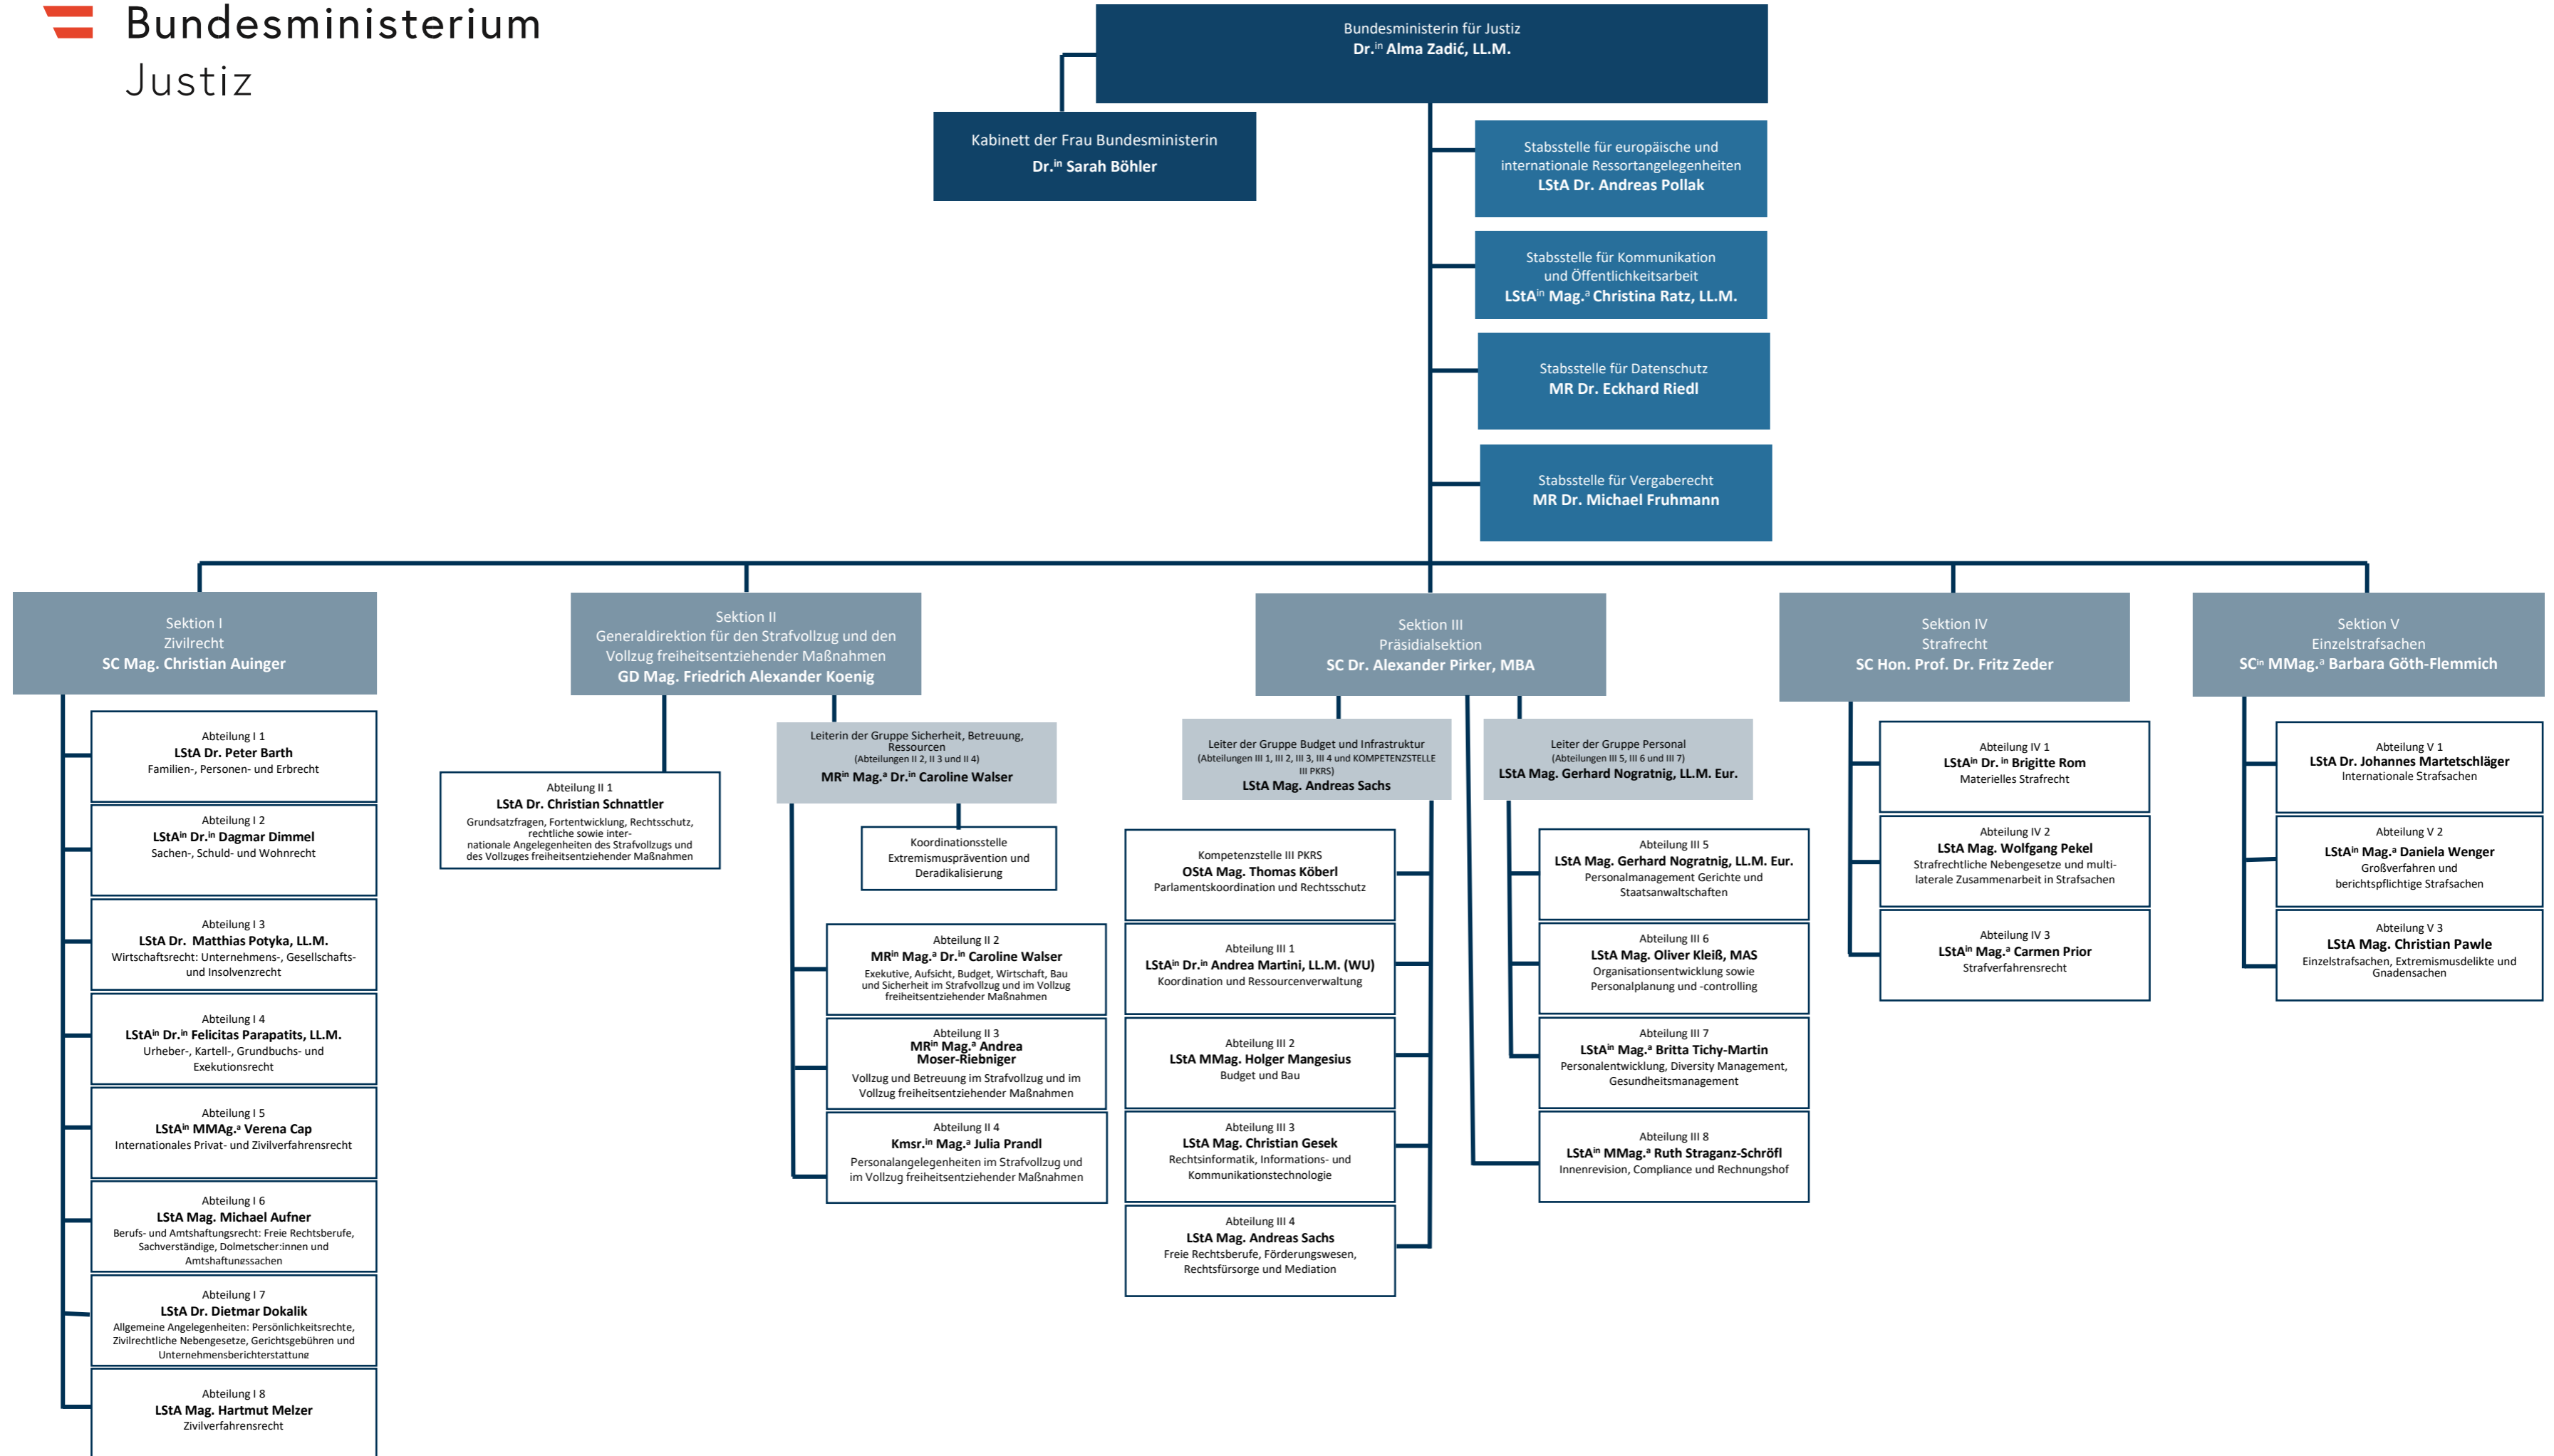 Bundesministerium
Justiz
Bundesministerin für Justiz
Dr.in Alma Zadić, LL.M.
Kabinett der Frau Bundesministerin
Dr.in Sarah Böhler
Stabsstelle für europäische und
internationale Ressortangelegenheiten
LStA Dr. Andreas Pollak
Stabsstelle für Kommunikation
und Öffentlichkeitsarbeit
LStAin Mag.a Christina Ratz, LL.M.
Stabsstelle für Datenschutz
MR Dr. Eckhard Riedl
Stabsstelle für Vergaberecht
MR Dr. Michael Fruhmann
Sektion I
Zivilrecht
SC Mag. Christian Auinger
Abteilung I 1
LStA Dr. Peter Barth
Familien-, Personen- und Erbrecht
Abteilung I 2
LStAin Dr.in Dagmar Dimmel
Sachen-, Schuld- und Wohnrecht
Abteilung I 3
LStA Dr. Matthias Potyka, LL.M.
Wirtschaftsrecht: Unternehmens-, Gesellschafts-
und Insolvenzrecht
Abteilung I 4
LStAin Dr.in Felicitas Parapatits, LL.M.
Urheber-, Kartell-, Grundbuchs- und
Exekutionsrecht
Abteilung I 5
LStAin MMAg.a Verena Cap
Internationales Privat- und Zivilverfahrensrecht
Abteilung I 6
LStA Mag. Michael Aufner
Berufs- und Amtshaftungsrecht: Freie Rechtsberufe,
Sachverständige, Dolmetscher:innen und
Amtshaftungssachen
Abteilung I 7
LStA Dr. Dietmar Dokalik
Allgemeine Angelegenheiten: Persönlichkeitsrechte,
Zivilrechtliche Nebengesetze, Gerichtsgebühren und
Unternehmensberichterstattung
Abteilung I 8
LStA Mag. Hartmut Melzer
Zivilverfahrensrecht
Sektion II
Generaldirektion für den Strafvollzug und den
Vollzug freiheitsentziehender Maßnahmen
GD Mag. Friedrich Alexander Koenig
Abteilung II 1
LStA Dr. Christian Schnattler
Grundsatzfragen, Fortentwicklung, Rechtsschutz,
rechtliche sowie inter-
nationale Angelegenheiten des Strafvollzugs und
des Vollzuges freiheitsentziehender Maßnahmen
Leiterin der Gruppe Sicherheit, Betreuung,
Ressourcen
(Abteilungen II 2, II 3 und II 4)
MRin Mag.a Dr.in Caroline Walser
Koordinationsstelle
Extremismusprävention und
Deradikalisierung
Abteilung II 2
MRin Mag.a Dr.in Caroline Walser
Exekutive, Aufsicht, Budget, Wirtschaft, Bau
und Sicherheit im Strafvollzug und im Vollzug
freiheitsentziehender Maßnahmen
Abteilung II 3
MRin Mag.a Andrea
Moser-Riebniger
Vollzug und Betreuung im Strafvollzug und im
Vollzug freiheitsentziehender Maßnahmen
Abteilung II 4
Kmsr.in Mag.a Julia Prandl
Personalangelegenheiten im Strafvollzug und
im Vollzug freiheitsentziehender Maßnahmen
Sektion III
Präsidialsektion
SC Dr. Alexander Pirker, MBA
Leiter der Gruppe Budget und Infrastruktur
(Abteilungen III 1, III 2, III 3, III 4 und KOMPETENZSTELLE
III PKRS)
LStA Mag. Andreas Sachs
Kompetenzstelle III PKRS
OStA Mag. Thomas Köberl
Parlamentskoordination und Rechtsschutz
Abteilung III 1
LStAin Dr.in Andrea Martini, LL.M. (WU)
Koordination und Ressourcenverwaltung
Abteilung III 2
LStA MMag. Holger Mangesius
Budget und Bau
Abteilung III 3
LStA Mag. Christian Gesek
Rechtsinformatik, Informations- und
Kommunikationstechnologie
Abteilung III 4
LStA Mag. Andreas Sachs
Freie Rechtsberufe, Förderungswesen,
Rechtsfürsorge und Mediation
Leiter der Gruppe Personal
(Abteilungen III 5, III 6 und III 7)
LStA Mag. Gerhard Nogratnig, LL.M. Eur.
Abteilung III 5
LStA Mag. Gerhard Nogratnig, LL.M. Eur.
Personalmanagement Gerichte und
Staatsanwaltschaften
Abteilung III 6
LStA Mag. Oliver Kleiß, MAS
Organisationsentwicklung sowie
Personalplanung und -controlling
Abteilung III 7
LStAin Mag.a Britta Tichy-Martin
Personalentwicklung, Diversity Management,
Gesundheitsmanagement
Abteilung III 8
LStAin MMag.a Ruth Straganz-Schröfl
Innenrevision, Compliance und Rechnungshof
Sektion IV
Strafrecht
SC Hon. Prof. Dr. Fritz Zeder
Abteilung IV 1
LStAin Dr. in Brigitte Rom
Materielles Strafrecht
Abteilung IV 2
LStA Mag. Wolfgang Pekel
Strafrechtliche Nebengesetze und multi-
laterale Zusammenarbeit in Strafsachen
Abteilung IV 3
LStAin Mag.a Carmen Prior
Strafverfahrensrecht
Sektion V
Einzelstrafsachen
SCin MMag.a Barbara Göth-Flemmich
Abteilung V 1
LStA Dr. Johannes Martetschläger
Internationale Strafsachen
Abteilung V 2
LStAin Mag.a Daniela Wenger
Großverfahren und
berichtspflichtige Strafsachen
Abteilung V 3
LStA Mag. Christian Pawle
Einzelstrafsachen, Extremismusdelikte und
Gnadensachen